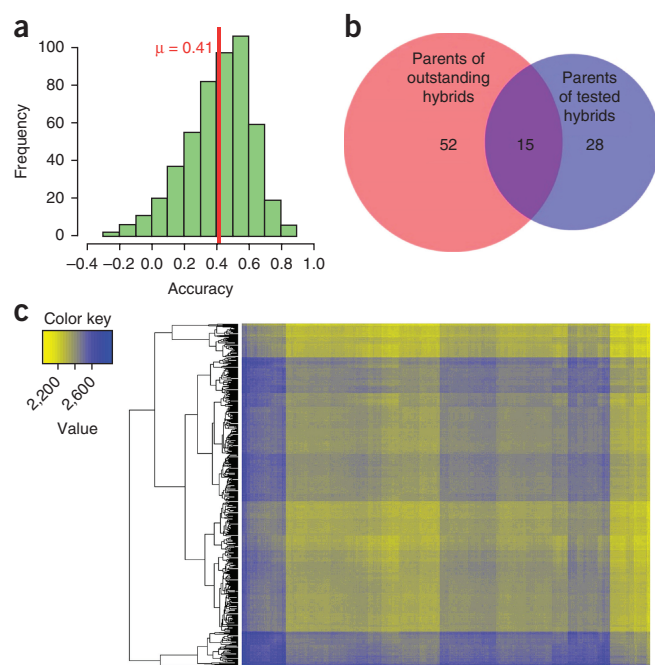 a
μ = 0.41
100
80
60
40
20
0
Frequency
−0.4
−0.2
0.0
0.2
0.4
0.6
0.8
1.0
Accuracy
b
Parents of
outstanding
hybrids
52
15
Parents
of tested
hybrids
28
c
Color key
2,200
2,600
Value